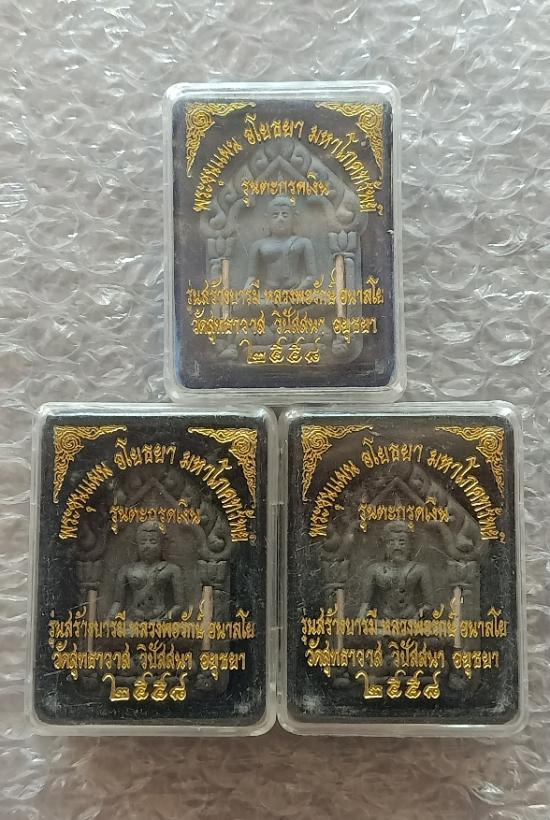 พระขุนแผน อโยธยา มหาโภคทรัพย์
รุ่นตะกรุดเงิน
รุ่นสร้างบารมี หลวงพ่อรักษ์ อนาลโย
วัดสุทธาวาส วิปัสสนา อยุธยา
๒๕๕๘
พระขุนแผน อโยธยา มหาโภคทรัพย์
รุ่นตะกรุดเงิน
รุ่นสร้างบารมี หลวงพ่อรักษ์ อนาลโย
วัดสุทธาวาส วิปัสสนา อยุธยา
๒๕๕๘
พระขุนแผน อโยธยา มหาโภคทรัพย์
รุ่นตะกรุดเงิน
รุ่นสร้างบารมี หลวงพ่อรักษ์ อนาลโย
วัดสุทธาวาส วิปัสสนา อยุธยา
๒๕๕๘